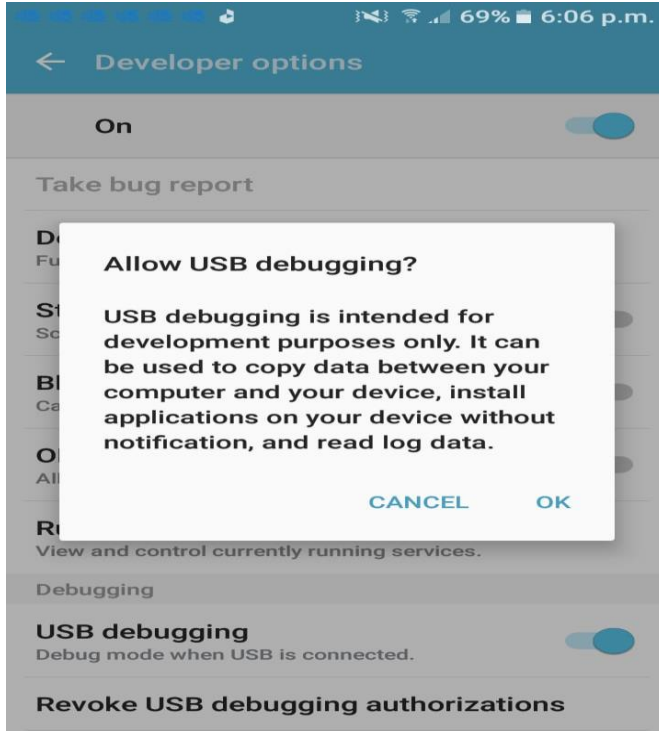 69% 6:06 p.m.
Developer options
On
Take bug report
Allow USB debugging?
USB debugging is intended for
development purposes only. It can
be used to copy data between your
computer and your device, install
applications on your device without
notification, and read log data.
CANCEL OK
View and control currently running services.
Debugging
USB debugging
Debug mode when USB is connected.
Revoke USB debugging authorizations